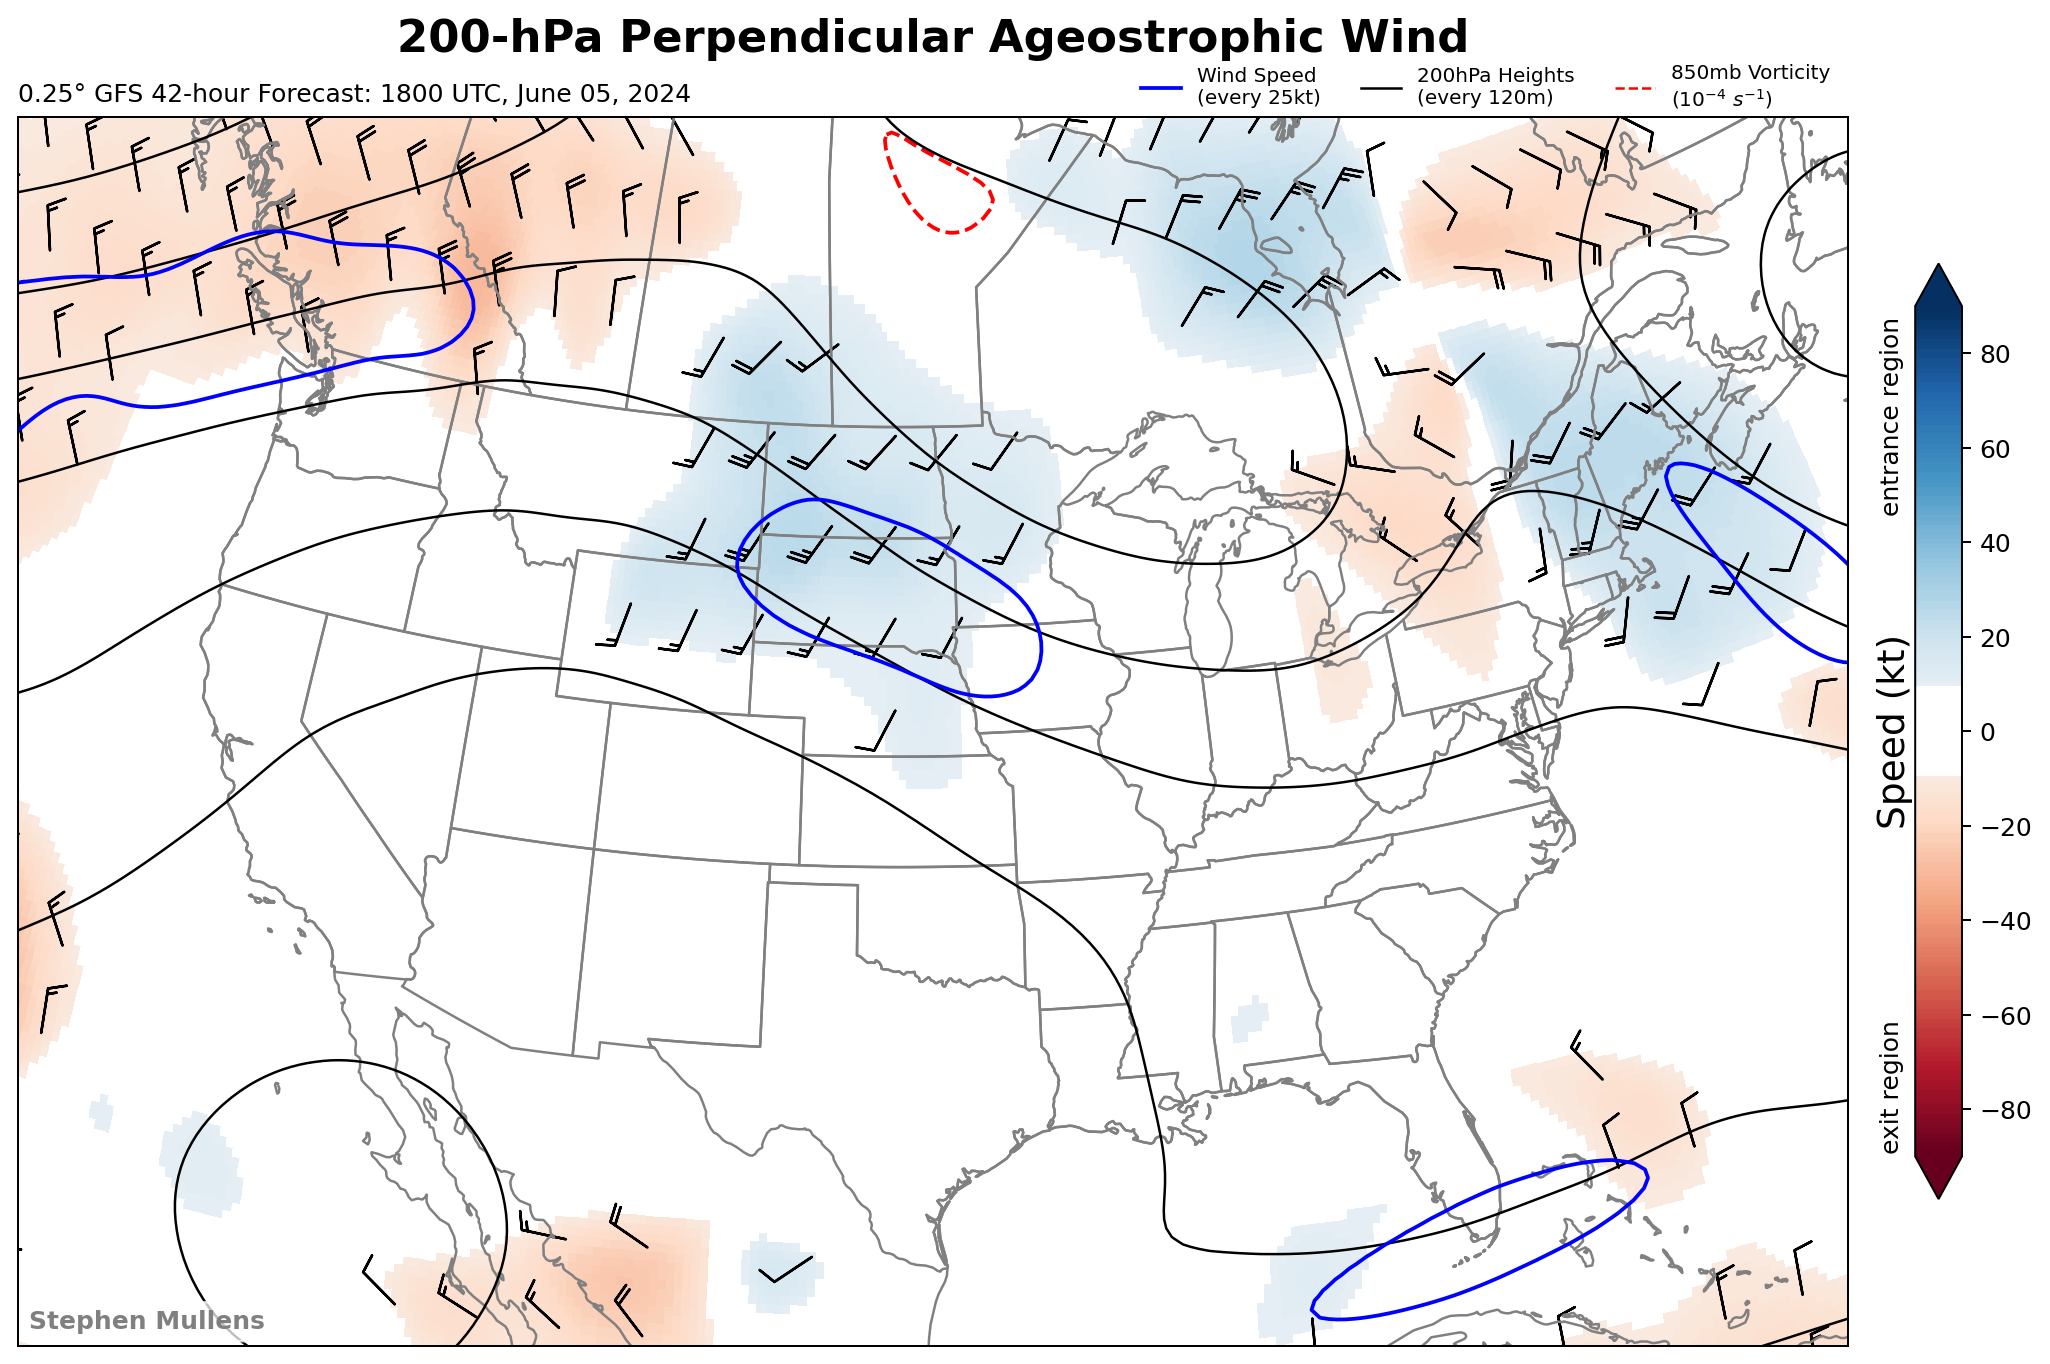 200-hPa Perpendicular Ageostrophic Wind
0.25° GFS 42-hour Forecast: 1800 UTC, June 05, 2024
Wind Speed
(every 25kt)
200hPa Heights
(every 120m)
850mb Vorticity
(10⁻⁴ s⁻¹)
entrance region
Speed (kt)
exit region
80
60
40
20
0
−20
−40
−60
−80
Stephen Mullens